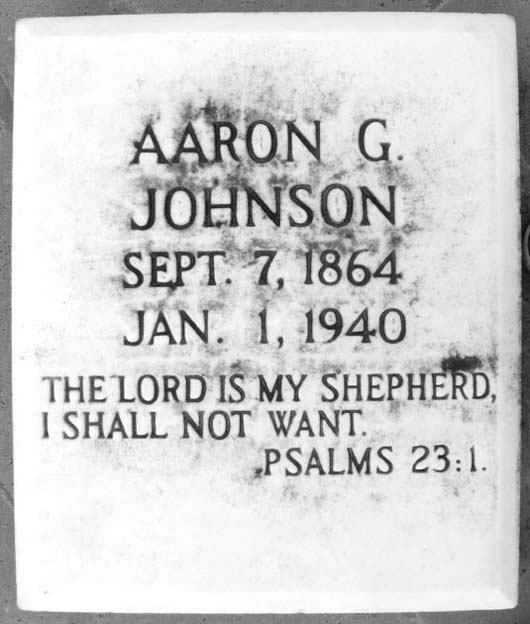 AARON G.
JOHNSON
SEPT. 7, 1864
JAN. 1, 1940
THE LORD IS MY SHEPHERD,
I SHALL NOT WANT.
PSALMS 23:1.